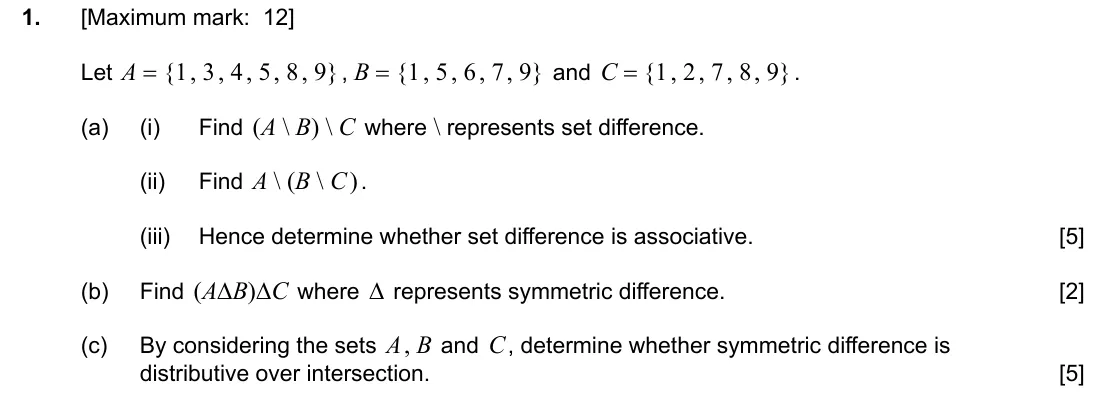 1. [Maximum mark: 12]
Let A = {1, 3, 4, 5, 8, 9}, B = {1, 5, 6, 7, 9} and C = {1, 2, 7, 8, 9}.
(a) (i) Find (A \ B) \ C where \ represents set difference.
(ii) Find A \ (B \ C).
(iii) Hence determine whether set difference is associative. [5]
(b) Find (AΔB)ΔC where Δ represents symmetric difference. [2]
(c) By considering the sets A, B and C, determine whether symmetric difference is
distributive over intersection. [5]